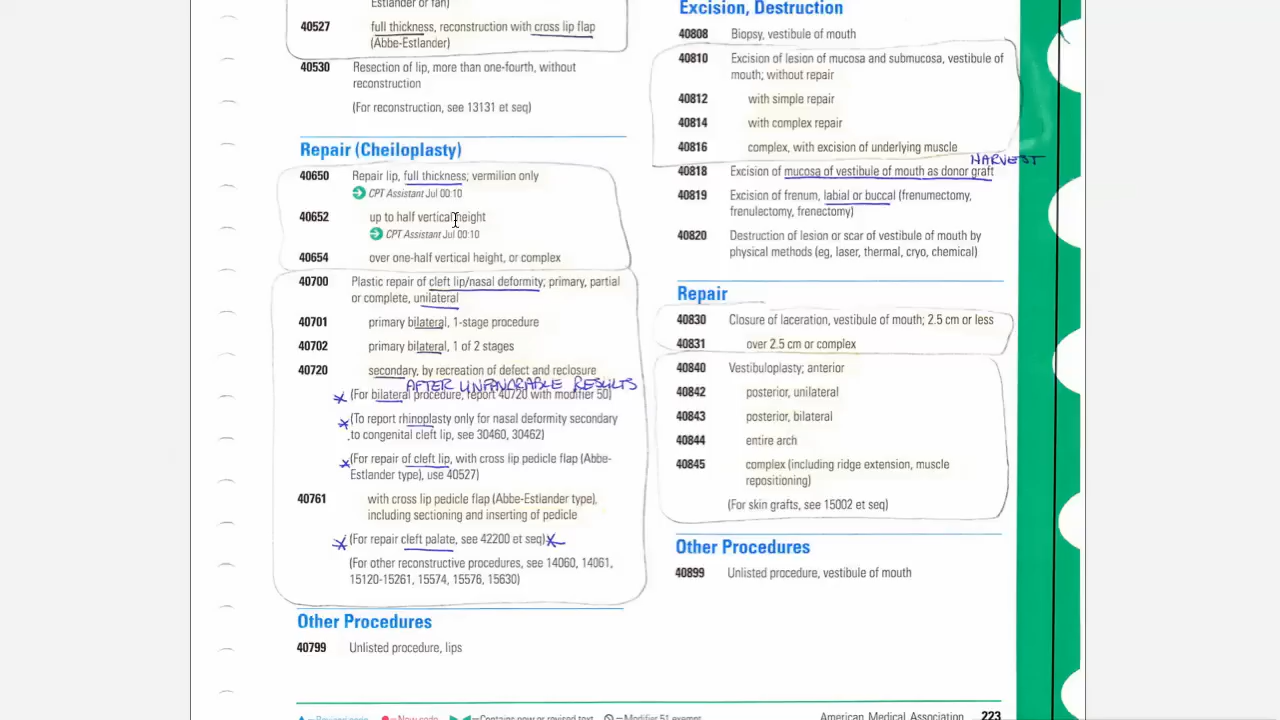 Estlander or fan)
40527 full thickness, reconstruction with cross lip flap
(Abbe-Estlander)
40530 Resection of lip, more than one-fourth, without
reconstruction
(For reconstruction, see 13131 et seq)
Repair (Cheiloplasty)
40650 Repair lip, full thickness; vermilion only
CPT Assistant Jul 00:10
40652 up to half vertical height
CPT Assistant Jul 00:10
40654 over one-half vertical height, or complex
40700 Plastic repair of cleft lip/nasal deformity; primary, partial
or complete, unilateral
40701 primary bilateral, 1-stage procedure
40702 primary bilateral, 1 of 2 stages
40720 secondary, by recreation of defect and reclosure
AFTER UNFAVORABLE RESULTS
(For bilateral procedure, report 40720 with modifier 50)
(To report rhinoplasty only for nasal deformity secondary
to congenital cleft lip, see 30460, 30462)
(For repair of cleft lip, with cross lip pedicle flap (Abbe-
Estlander type), use 40527)
40761 with cross lip pedicle flap (Abbe-Estlander type),
including sectioning and inserting of pedicle
(For repair cleft palate, see 42200 et seq)
(For other reconstructive procedures, see 14060, 14061,
15120-15261, 15574, 15576, 15630)
Other Procedures
40799 Unlisted procedure, lips
Excision, Destruction
40808 Biopsy, vestibule of mouth
40810 Excision of lesion of mucosa and submucosa, vestibule of
mouth; without repair
40812 with simple repair
40814 with complex repair
40816 complex, with excision of underlying muscle
HARVEST
40818 Excision of mucosa of vestibule of mouth as donor graft
40819 Excision of frenum, labial or buccal (frenumectomy,
frenulectomy, frenectomy)
40820 Destruction of lesion or scar of vestibule of mouth by
physical methods (eg, laser, thermal, cryo, chemical)
Repair
40830 Closure of laceration, vestibule of mouth; 2.5 cm or less
40831 over 2.5 cm or complex
40840 Vestibuloplasty; anterior
40842 posterior, unilateral
40843 posterior, bilateral
40844 entire arch
40845 complex (including ridge extension, muscle
repositioning)
(For skin grafts, see 15002 et seq)
Other Procedures
40899 Unlisted procedure, vestibule of mouth
=Revised code =New code =Contains new or revised text =Modifier 51 exempt
American Medical Association 223